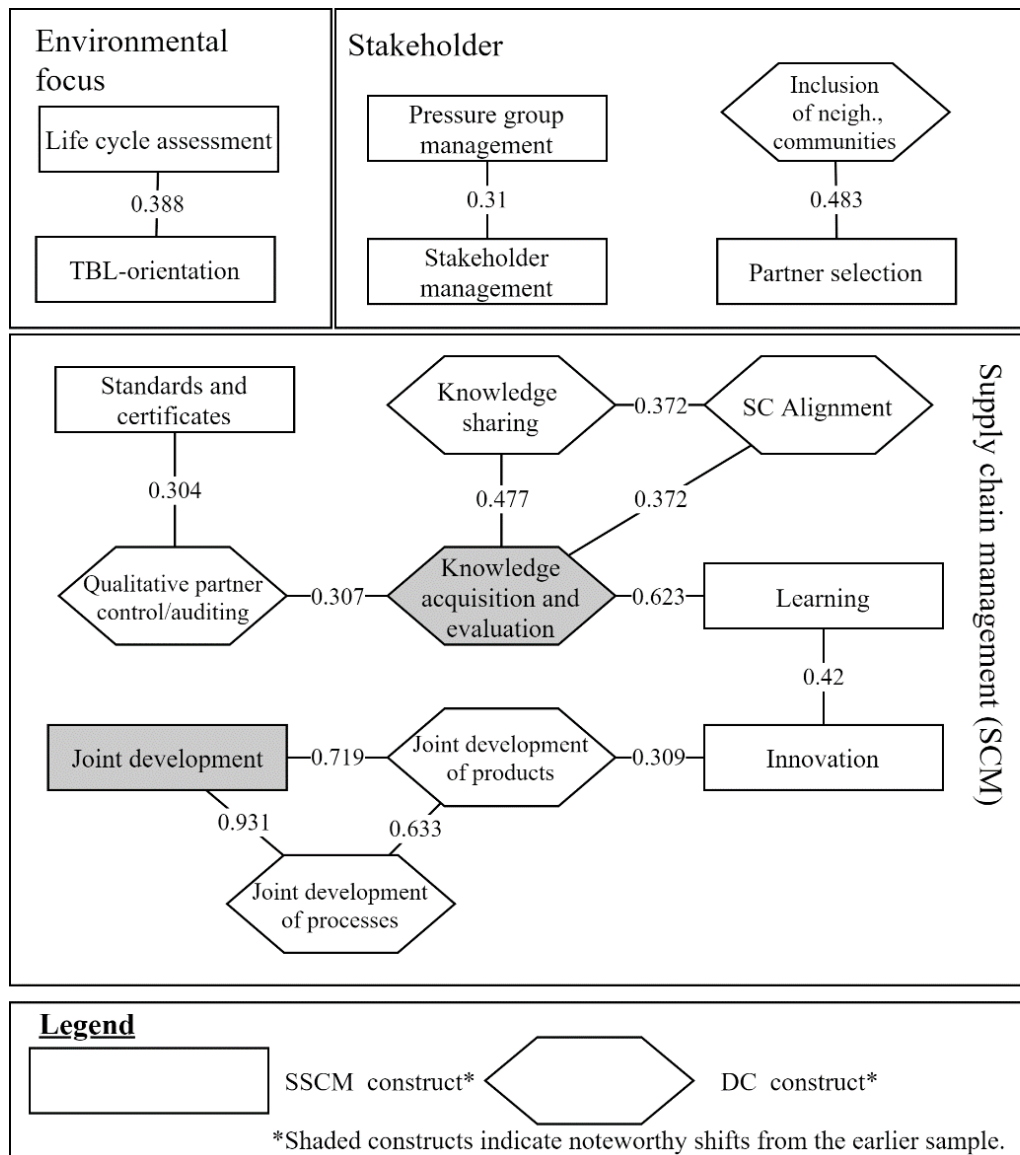 Environmental
focus
Life cycle assessment
0.388
TBL-orientation
Stakeholder
Pressure group
management
0.31
Stakeholder
management
Inclusion
of neigh.,
communities
0.483
Partner selection
Supply chain management (SCM)
Standards and
certificates
0.304
Qualitative partner
control/auditing
0.307
Knowledge
sharing
0.372
SC Alignment
0.477
0.372
Knowledge
acquisition and
evaluation
0.623
Learning
0.42
Joint development
0.719
Joint development
of products
0.309
Innovation
0.931
0.633
Joint development
of processes
Legend
SSCM construct*
DC construct*
*Shaded constructs indicate noteworthy shifts from the earlier sample.